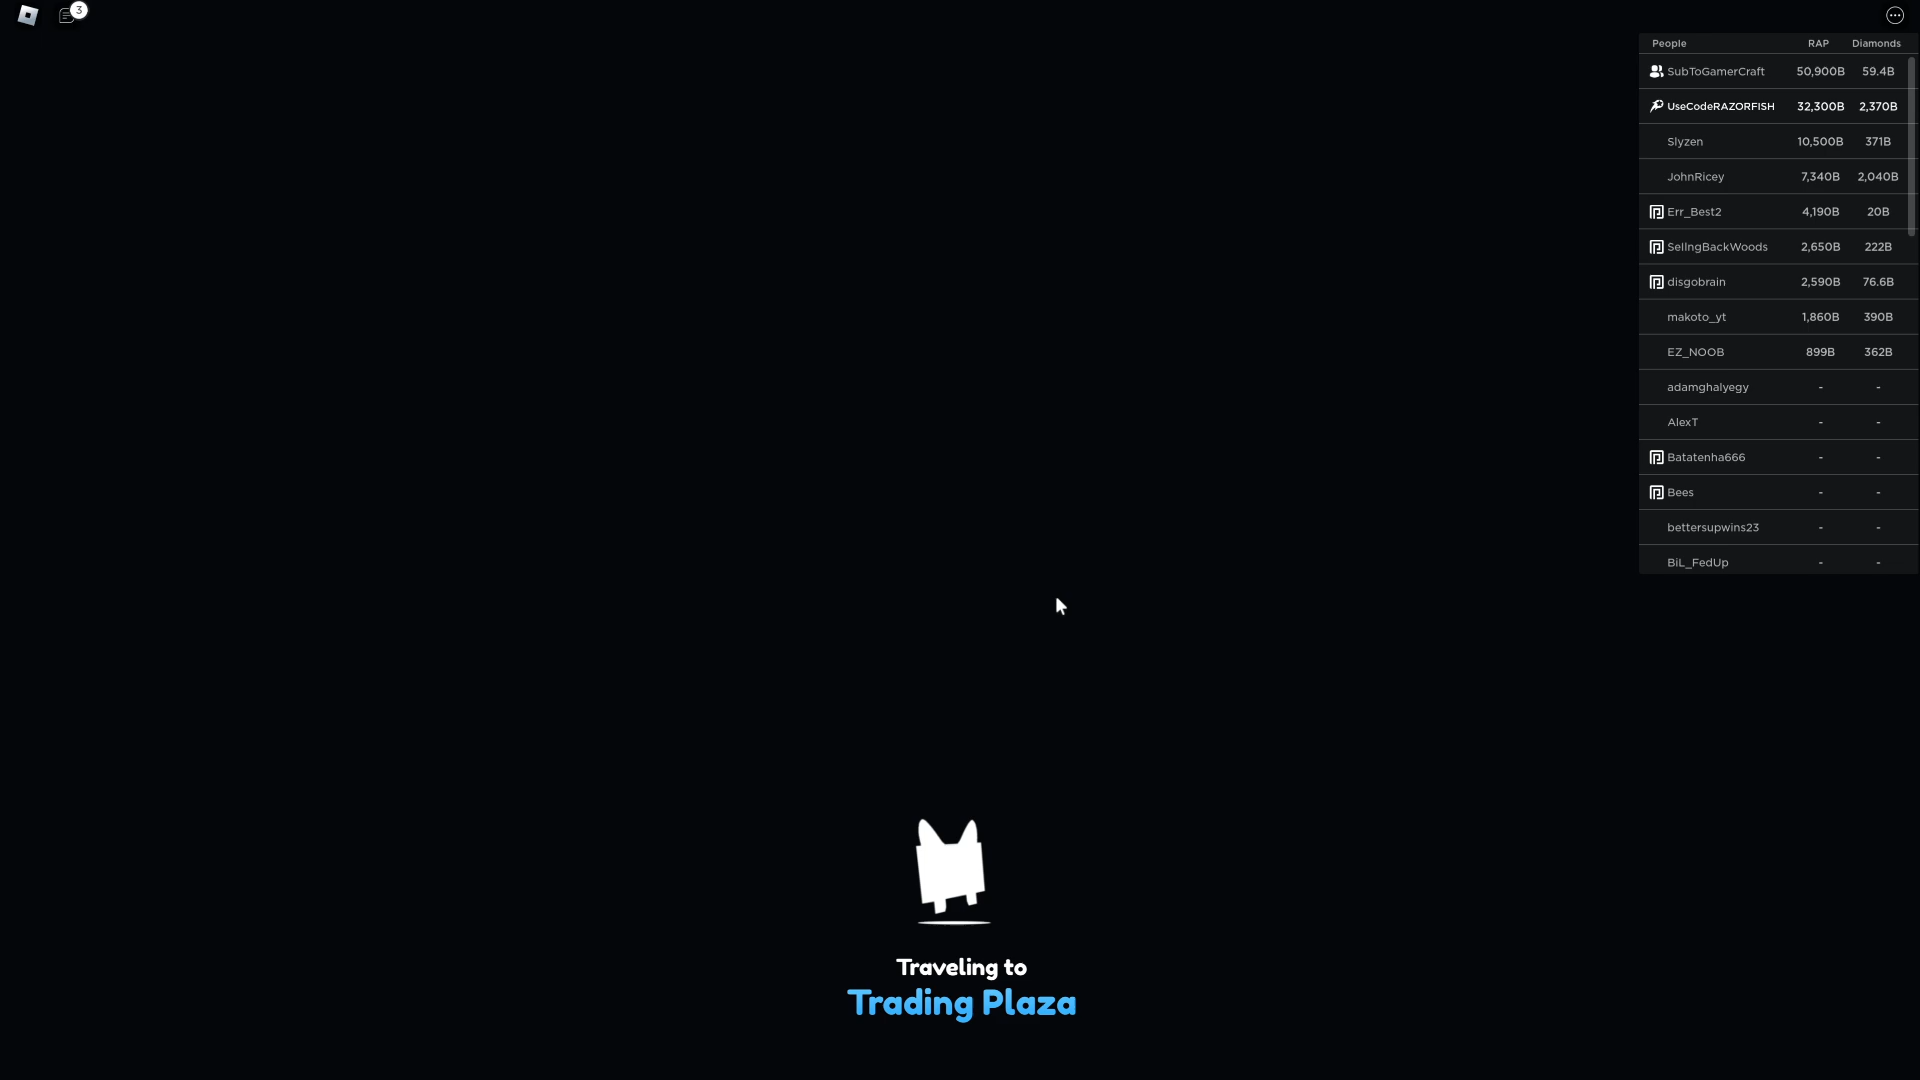 3
People RAP Diamonds
SubToGamerCraft 50,900B 59.4B
UseCodeRAZORFISH 32,300B 2,370B
Slyzen 10,500B 371B
JohnRicey 7,340B 2,040B
Err_Best2 4,190B 20B
SellngBackWoods 2,650B 222B
disgobrain 2,590B 76.6B
makoto_yt 1,860B 390B
EZ_NOOB 899B 362B
adamghalyegy - -
AlexT - -
Batatenha666 - -
Bees - -
bettersupwins23 - -
BiL_FedUp - -
Traveling to
Trading Plaza